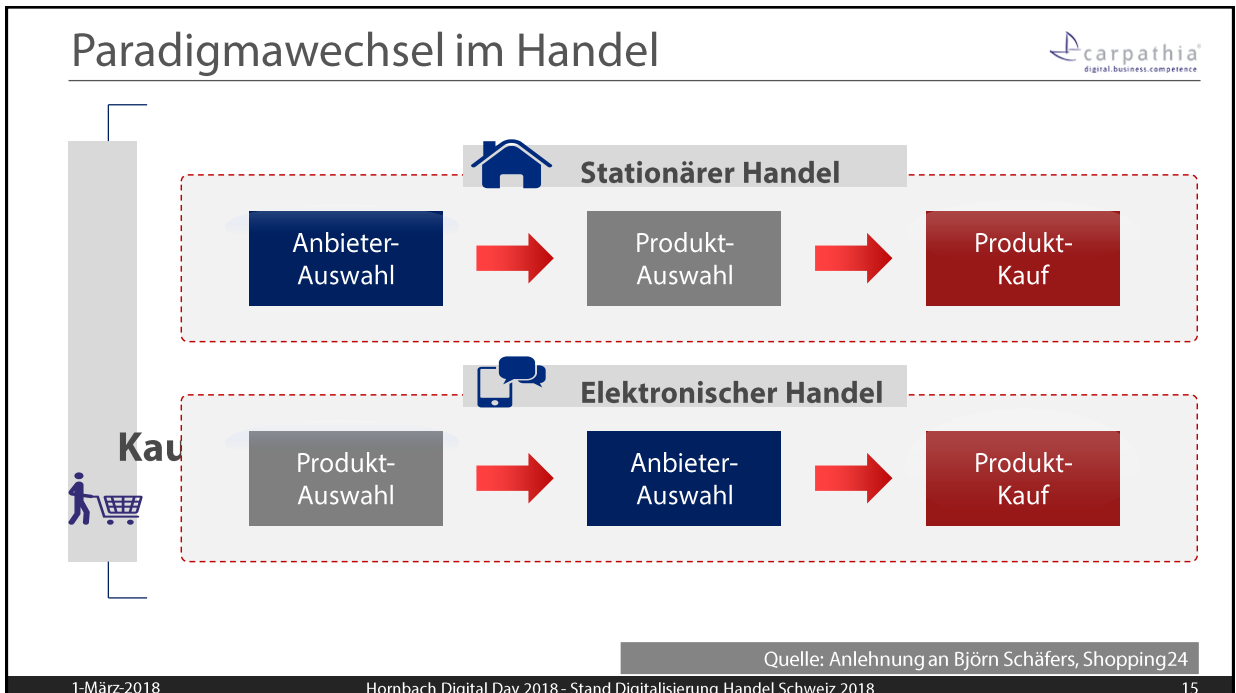 Paradigmawechsel im Handel
carpathia
digital.business.competence
Stationärer Handel
Anbieter-
Auswahl
Produkt-
Auswahl
Produkt-
Kauf
Elektronischer Handel
Kau
Produkt-
Auswahl
Anbieter-
Auswahl
Produkt-
Kauf
Quelle: Anlehnung an Björn Schäfers, Shopping24
1-März-2018
Hornbach Digital Day 2018 - Stand Digitalisierung Handel Schweiz 2018
15